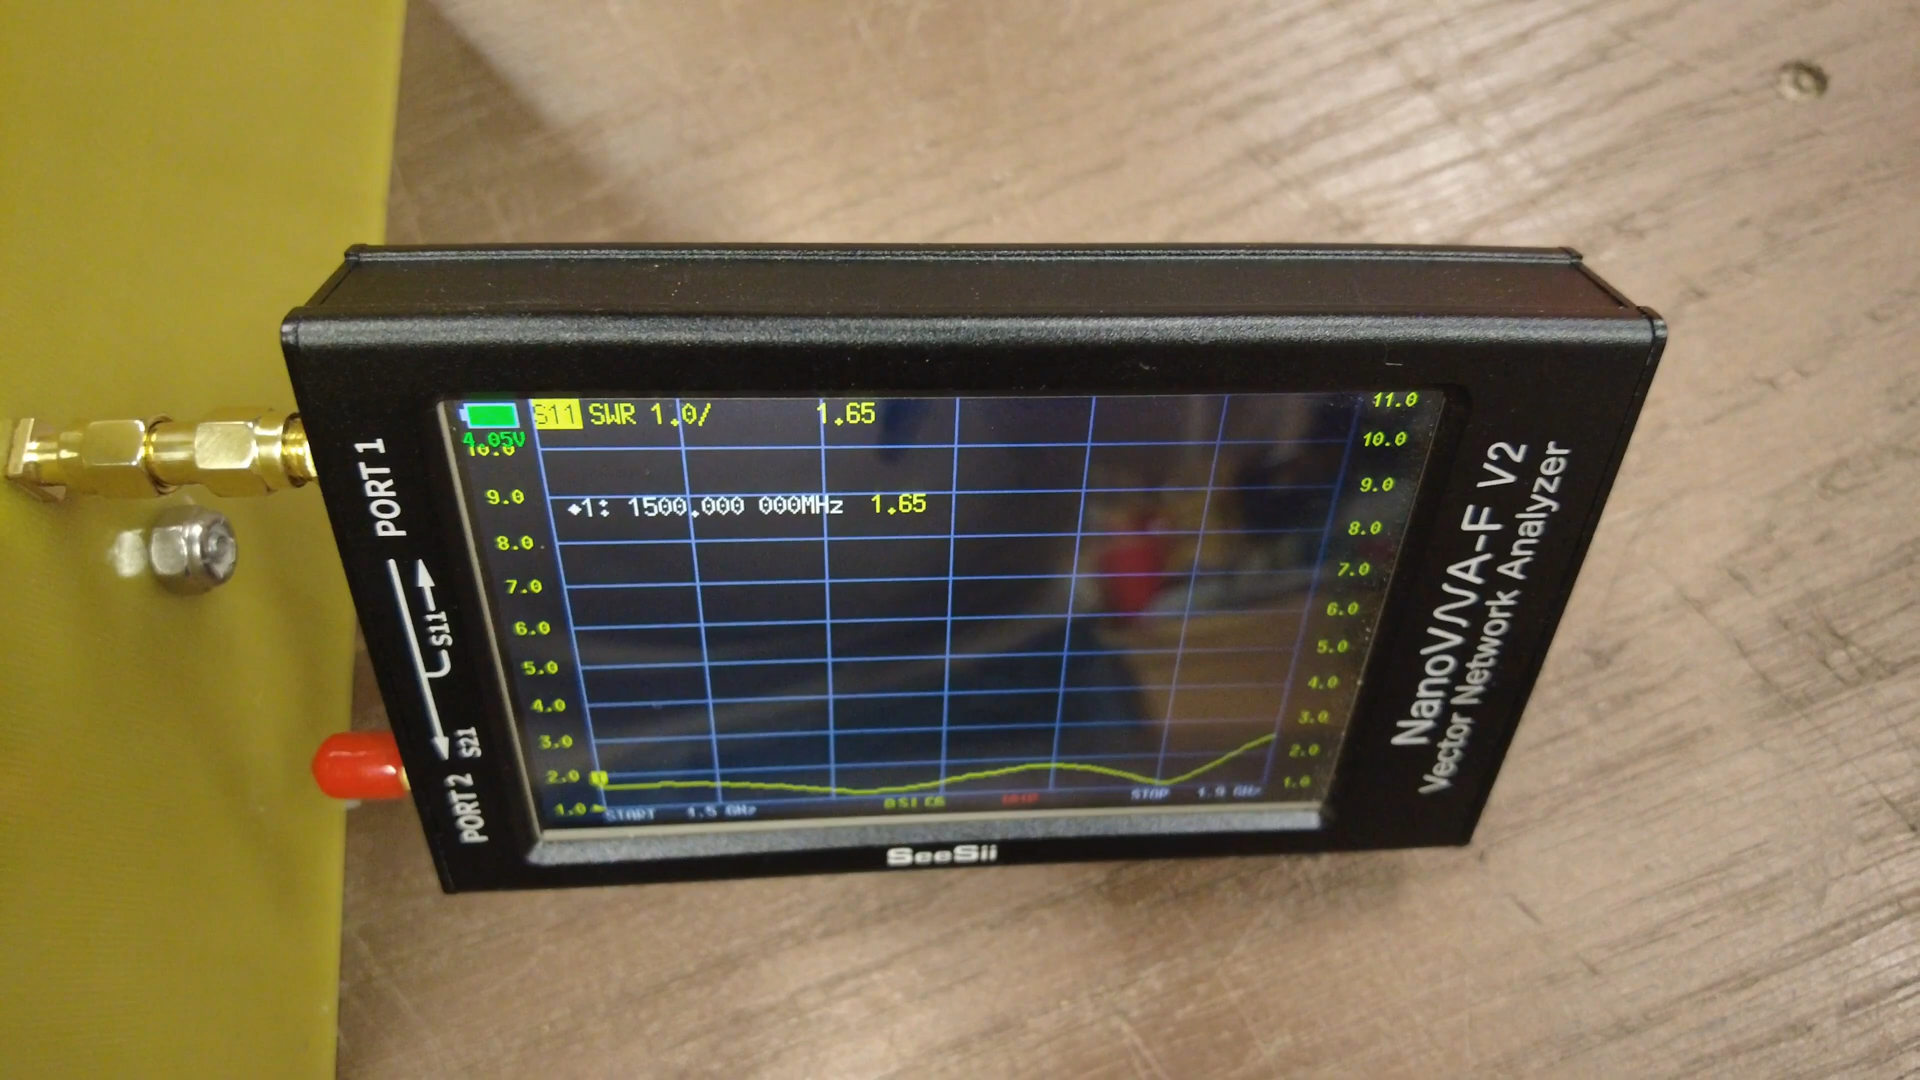 S11 SWR 1.0/ 1.65
4.05V
◆1: 1500.000 000MHz 1.65
10.0
9.0
8.0
7.0
6.0
5.0
4.0
3.0
2.0
1.0
11.0
10.0
9.0
8.0
7.0
6.0
5.0
4.0
3.0
2.0
1.0
1
START 1.5 GHz
STOP 1.9 GHz
SeeSii
PORT 1
S11
PORT 2
S21
NanoVNA-F V2
Vector Network Analyzer